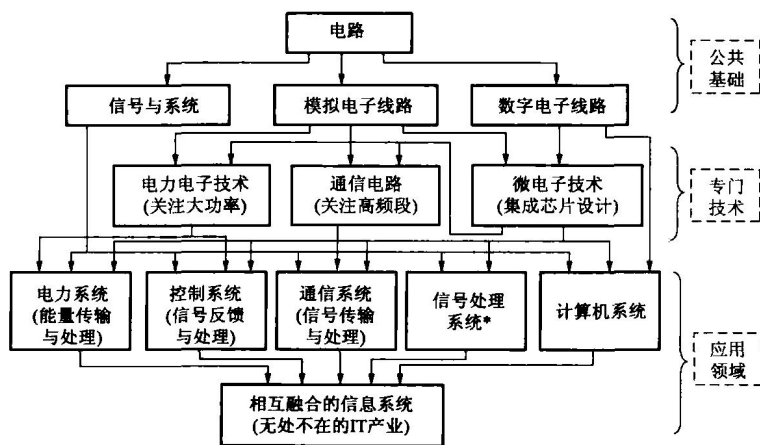 电路
公共
基础
信号与系统
模拟电子线路
数字电子线路
电力电子技术
(关注大功率)
通信电路
(关注高频段)
微电子技术
(集成芯片设计)
专门
技术
电力系统
(能量传输
与处理)
控制系统
(信号反馈
与处理)
通信系统
(信号传输
与处理)
信号处理
系统*
计算机系统
应用
领域
相互融合的信息系统
(无处不在的IT产业)